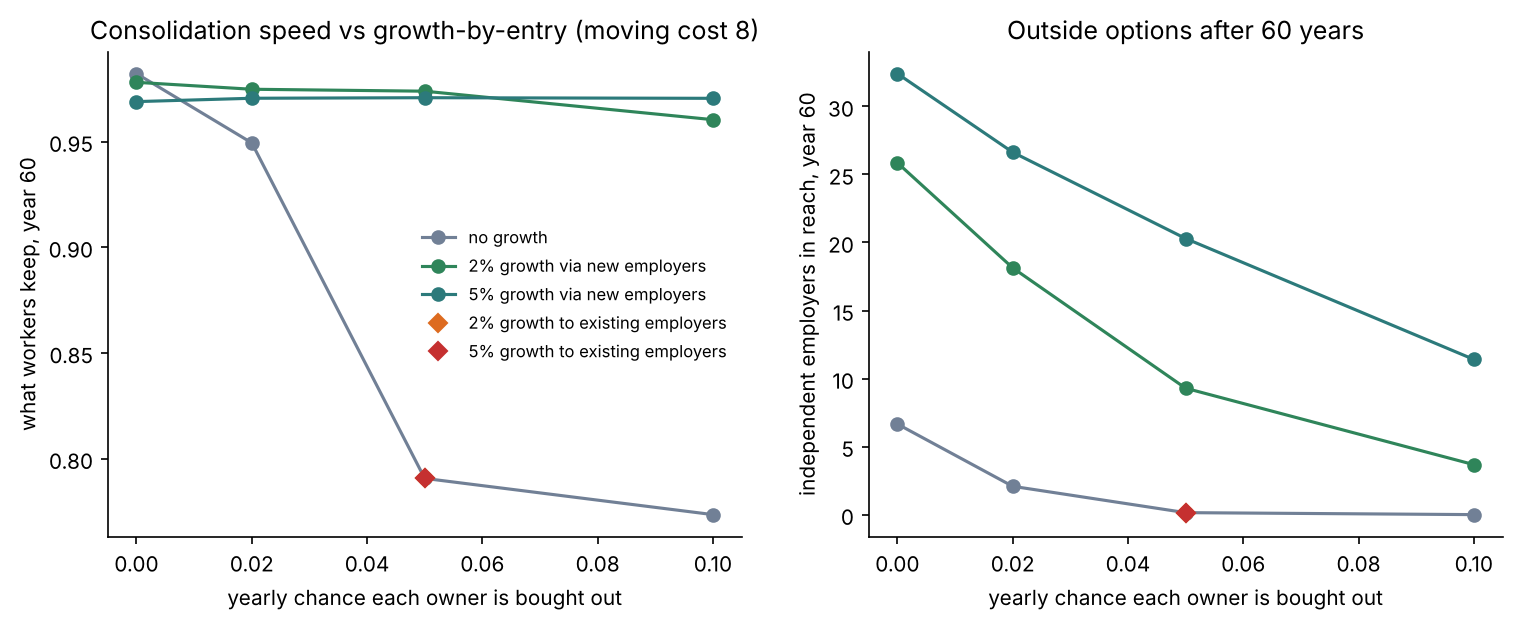 Consolidation speed vs growth-by-entry (moving cost 8)
what workers keep, year 60
0.95
0.90
0.85
0.80
no growth
2% growth via new employers
5% growth via new employers
2% growth to existing employers
5% growth to existing employers
0.00 0.02 0.04 0.06 0.08 0.10
yearly chance each owner is bought out
Outside options after 60 years
independent employers in reach, year 60
30
25
20
15
10
5
0
0.00 0.02 0.04 0.06 0.08 0.10
yearly chance each owner is bought out